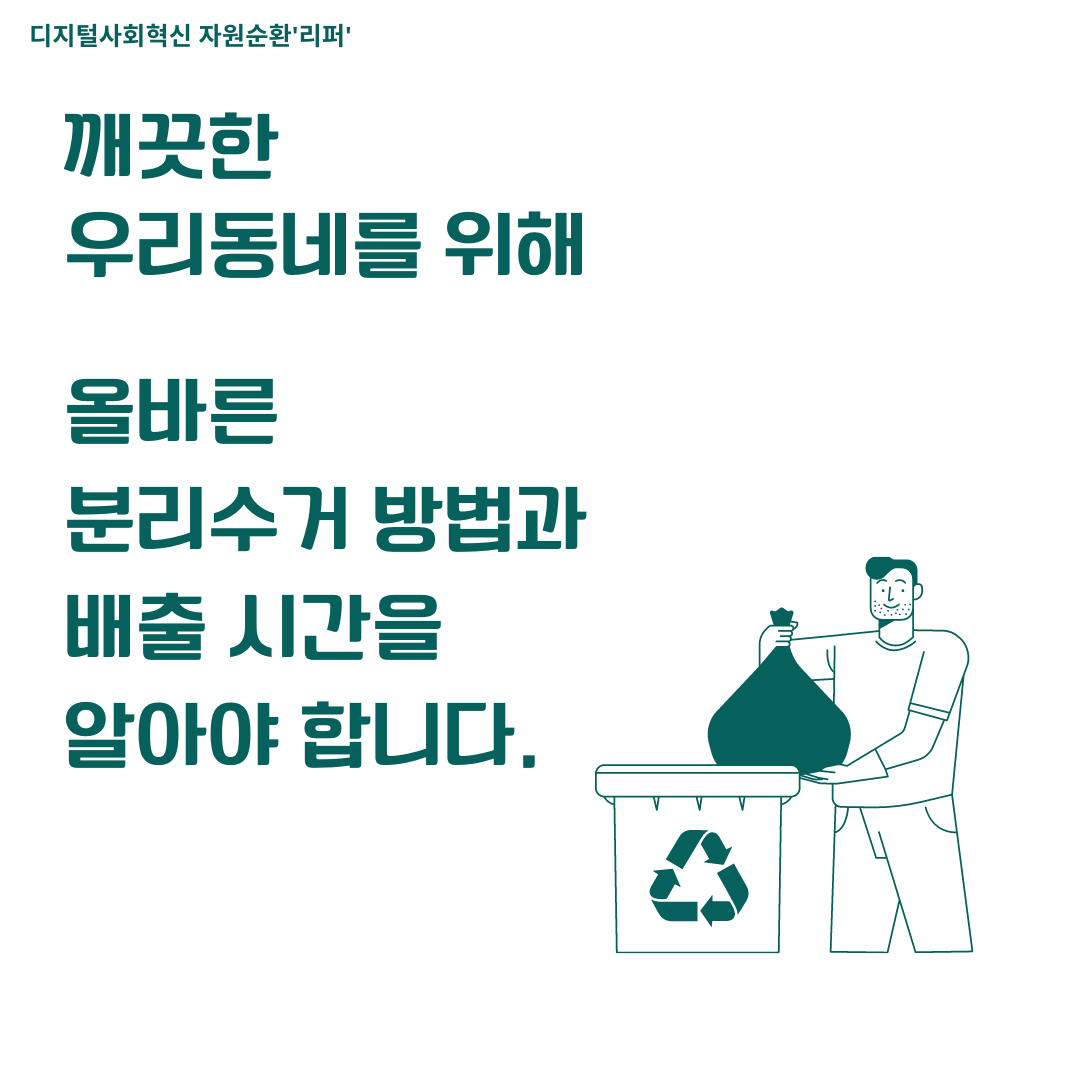 디지털사회혁신 자원순환'리퍼'
깨끗한
우리동네를 위해
올바른
분리수거 방법과
배출 시간을
알아야 합니다.